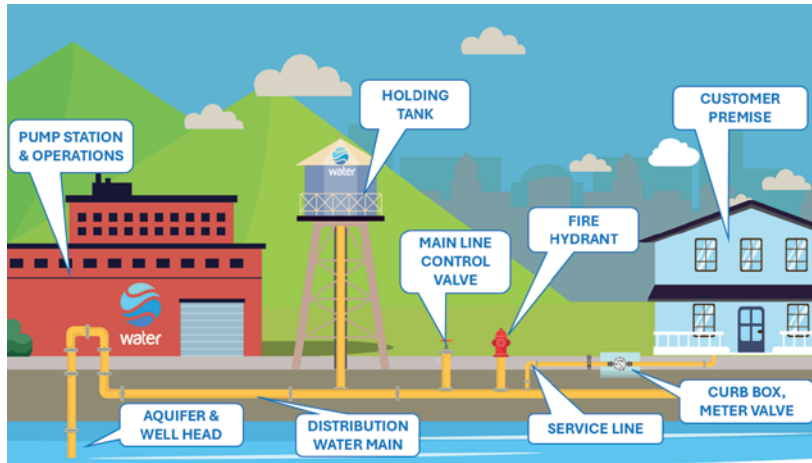 PUMP STATION
& OPERATIONS
HOLDING
TANK
CUSTOMER
PREMISE
water
MAIN LINE
CONTROL
VALVE
FIRE
HYDRANT
water
AQUIFER &
WELL HEAD
DISTRIBUTION
WATER MAIN
SERVICE LINE
CURB BOX,
METER VALVE